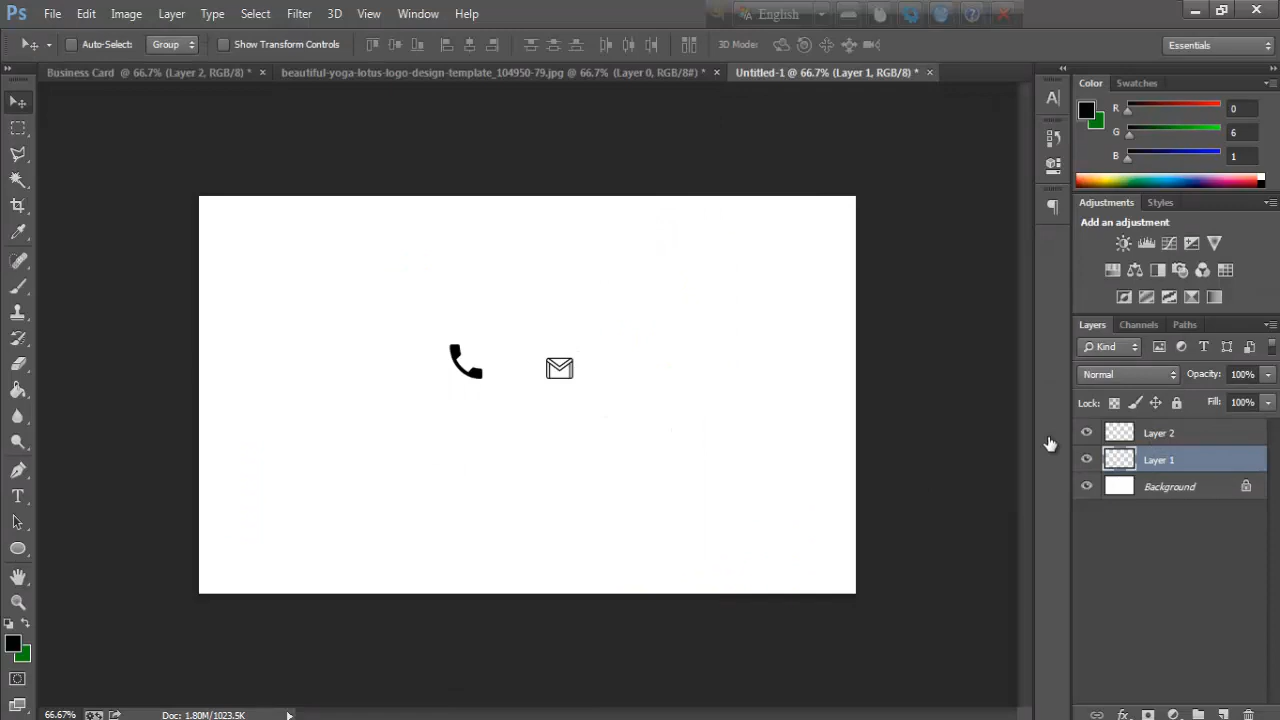 Ps File Edit Image Layer Type Select Filter 3D View Window Help English
Auto-Select: Group Show Transform Controls 3D Mode: Essentials
Business Card @ 66.7% (Layer 2, RGB/8) * × beautiful-yoga-lotus-logo-design-template_104950-79.jpg @ 66.7% (Layer 0, RGB/8#) * × Untitled-1 @ 66.7% (Layer 1, RGB/8) * ×
Color Swatches
R 0
G 6
B 1
Adjustments Styles
Add an adjustment
Layers Channels Paths
Kind
Normal Opacity: 100%
Lock: Fill: 100%
Layer 2
Layer 1
Background
66.67% Doc: 1.80M/1023.5K